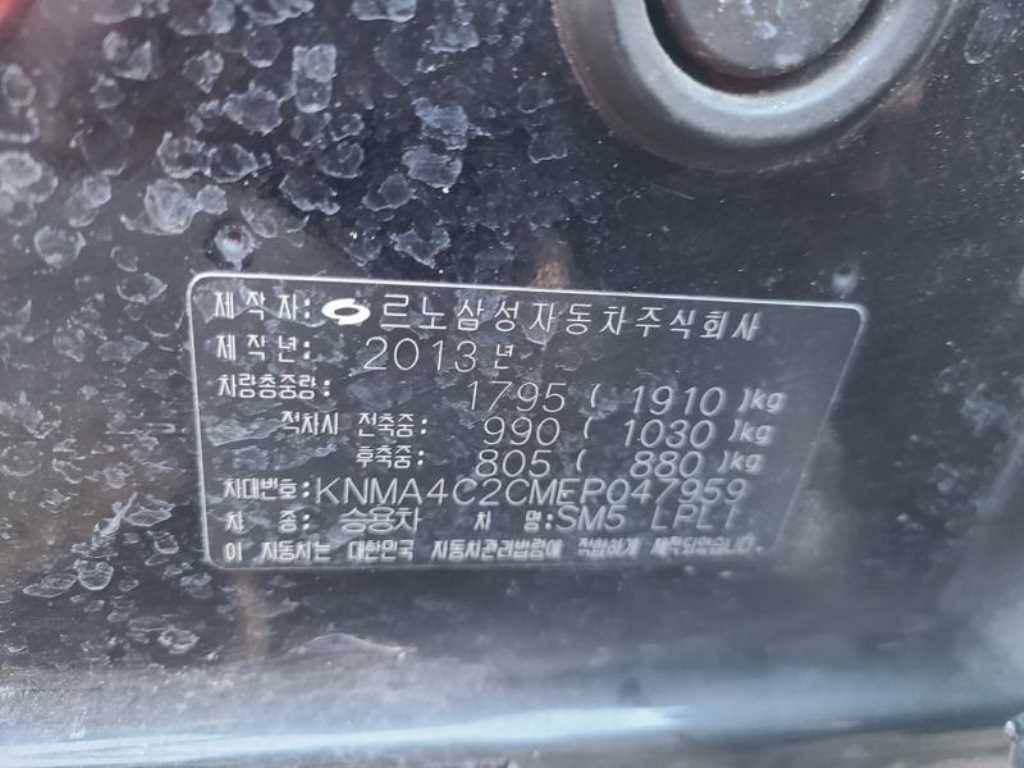 제작자: 르노삼성자동차주식회사
제작년: 2013년
차량총중량: 1795 ( 1910 )kg
적차시 전축중: 990 ( 1030 )kg
후축중: 805 ( 880 )kg
차대번호:KNMA4C2CMEP047959
차 종: 승용차 차 명:SM5 LPLI
이 자동차는 대한민국 자동차관리법령에 적합하게 제작되었습니다.